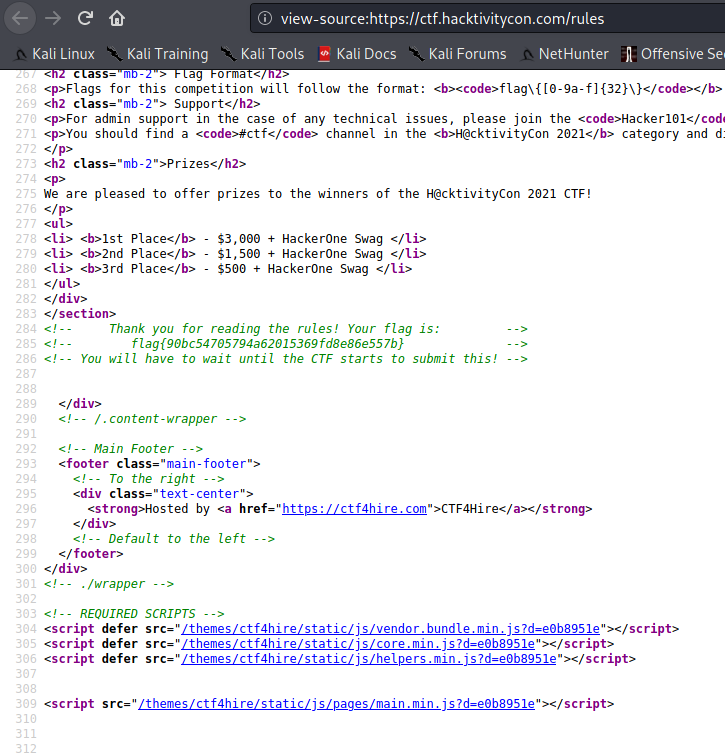 view-source:https://ctf.hacktivitycon.com/rules
Kali Linux Kali Training Kali Tools Kali Docs Kali Forums NetHunter Offensive Sec
267 <h2 class="mb-2"> Flag Format</h2>
268 <p>Flags for this competition will follow the format: <b><code>flag\{[0-9a-f]{32}\}</code></b>
269 <h2 class="mb-2"> Support</h2>
270 <p>For admin support in the case of any technical issues, please join the <code>Hacker101</code
271 <p>You should find a <code>#ctf</code> channel in the <b>H@cktivityCon 2021</b> category and di
272 </p>
273 <h2 class="mb-2">Prizes</h2>
274 <p>
275 We are pleased to offer prizes to the winners of the H@cktivityCon 2021 CTF!
276 </p>
277 <ul>
278 <li> <b>1st Place</b> - $3,000 + HackerOne Swag </li>
279 <li> <b>2nd Place</b> - $1,500 + HackerOne Swag </li>
280 <li> <b>3rd Place</b> - $500 + HackerOne Swag </li>
281 </ul>
282 </div>
283 </section>
284 <!-- Thank you for reading the rules! Your flag is: -->
285 <!-- flag{90bc54705794a62015369fd8e86e557b} -->
286 <!-- You will have to wait until the CTF starts to submit this! -->
287
288
289 </div>
290 <!-- /.content-wrapper -->
291
292 <!-- Main Footer -->
293 <footer class="main-footer">
294 <!-- To the right -->
295 <div class="text-center">
296 <strong>Hosted by <a href="https://ctf4hire.com">CTF4Hire</a></strong>
297 </div>
298 <!-- Default to the left -->
299 </footer>
300 </div>
301 <!-- ./wrapper -->
302
303 <!-- REQUIRED SCRIPTS -->
304 <script defer src="/themes/ctf4hire/static/js/vendor.bundle.min.js?d=e0b8951e"></script>
305 <script defer src="/themes/ctf4hire/static/js/core.min.js?d=e0b8951e"></script>
306 <script defer src="/themes/ctf4hire/static/js/helpers.min.js?d=e0b8951e"></script>
307
308
309 <script src="/themes/ctf4hire/static/js/pages/main.min.js?d=e0b8951e"></script>
310
311
312